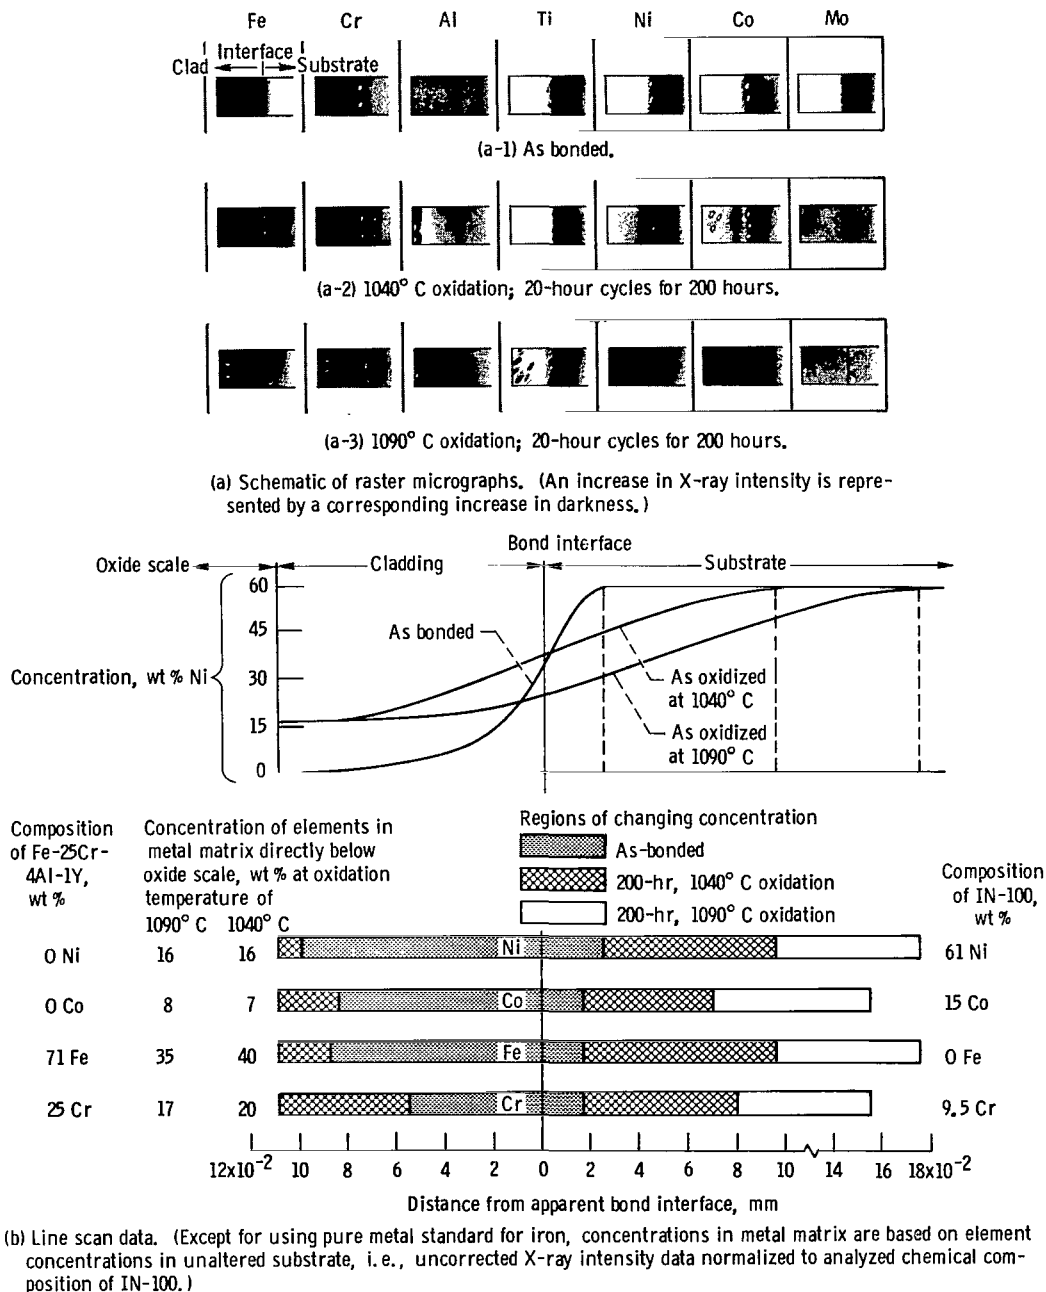 Fe Cr Al Ti Ni Co Mo
Interface
Clad Substrate
(a-1) As bonded.
(a-2) 1040° C oxidation; 20-hour cycles for 200 hours.
(a-3) 1090° C oxidation; 20-hour cycles for 200 hours.
(a) Schematic of raster micrographs. (An increase in X-ray intensity is repre-
sented by a corresponding increase in darkness.)
Bond interface
Oxide scale Cladding Substrate
60
45
30
15
0
Concentration, wt % Ni
As bonded
As oxidized
at 1040° C
As oxidized
at 1090° C
Composition
of Fe-25Cr-
4Al-1Y,
wt %
Concentration of elements in
metal matrix directly below
oxide scale, wt % at oxidation
temperature of
1090° C 1040° C
Regions of changing concentration
As-bonded
200-hr, 1040° C oxidation
200-hr, 1090° C oxidation
Composition
of IN-100,
wt %
0 Ni 16 16 Ni 61 Ni
0 Co 8 7 Co 15 Co
71 Fe 35 40 Fe 0 Fe
25 Cr 17 20 Cr 9.5 Cr
12x10-2 10 8 6 4 2 0 2 4 6 8 10 14 16 18x10-2
Distance from apparent bond interface, mm
(b) Line scan data. (Except for using pure metal standard for iron, concentrations in metal matrix are based on element
concentrations in unaltered substrate, i.e., uncorrected X-ray intensity data normalized to analyzed chemical com-
position of IN-100.)